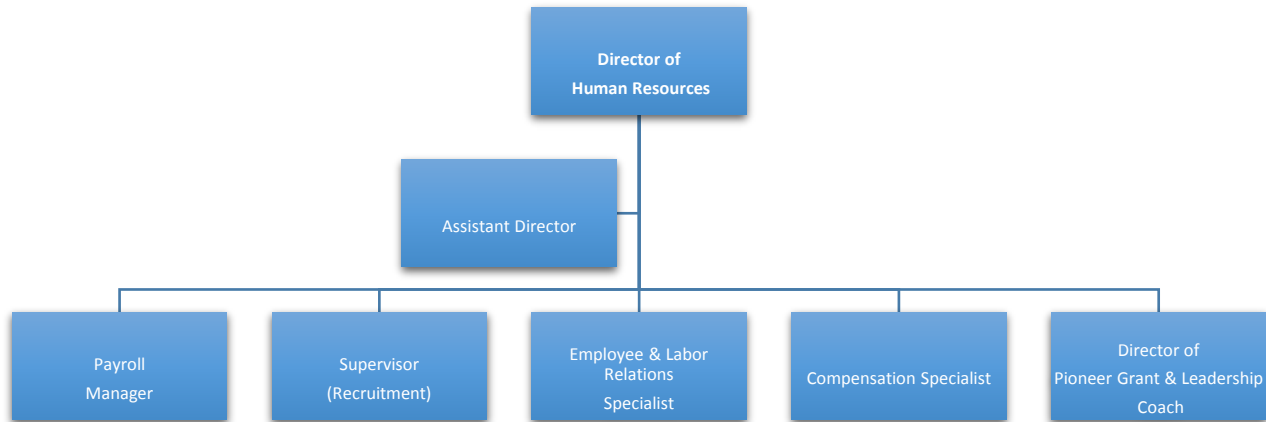 Director of
Human Resources
Assistant Director
Payroll
Manager
Supervisor
(Recruitment)
Employee & Labor
Relations
Specialist
Compensation Specialist
Director of
Pioneer Grant & Leadership
Coach